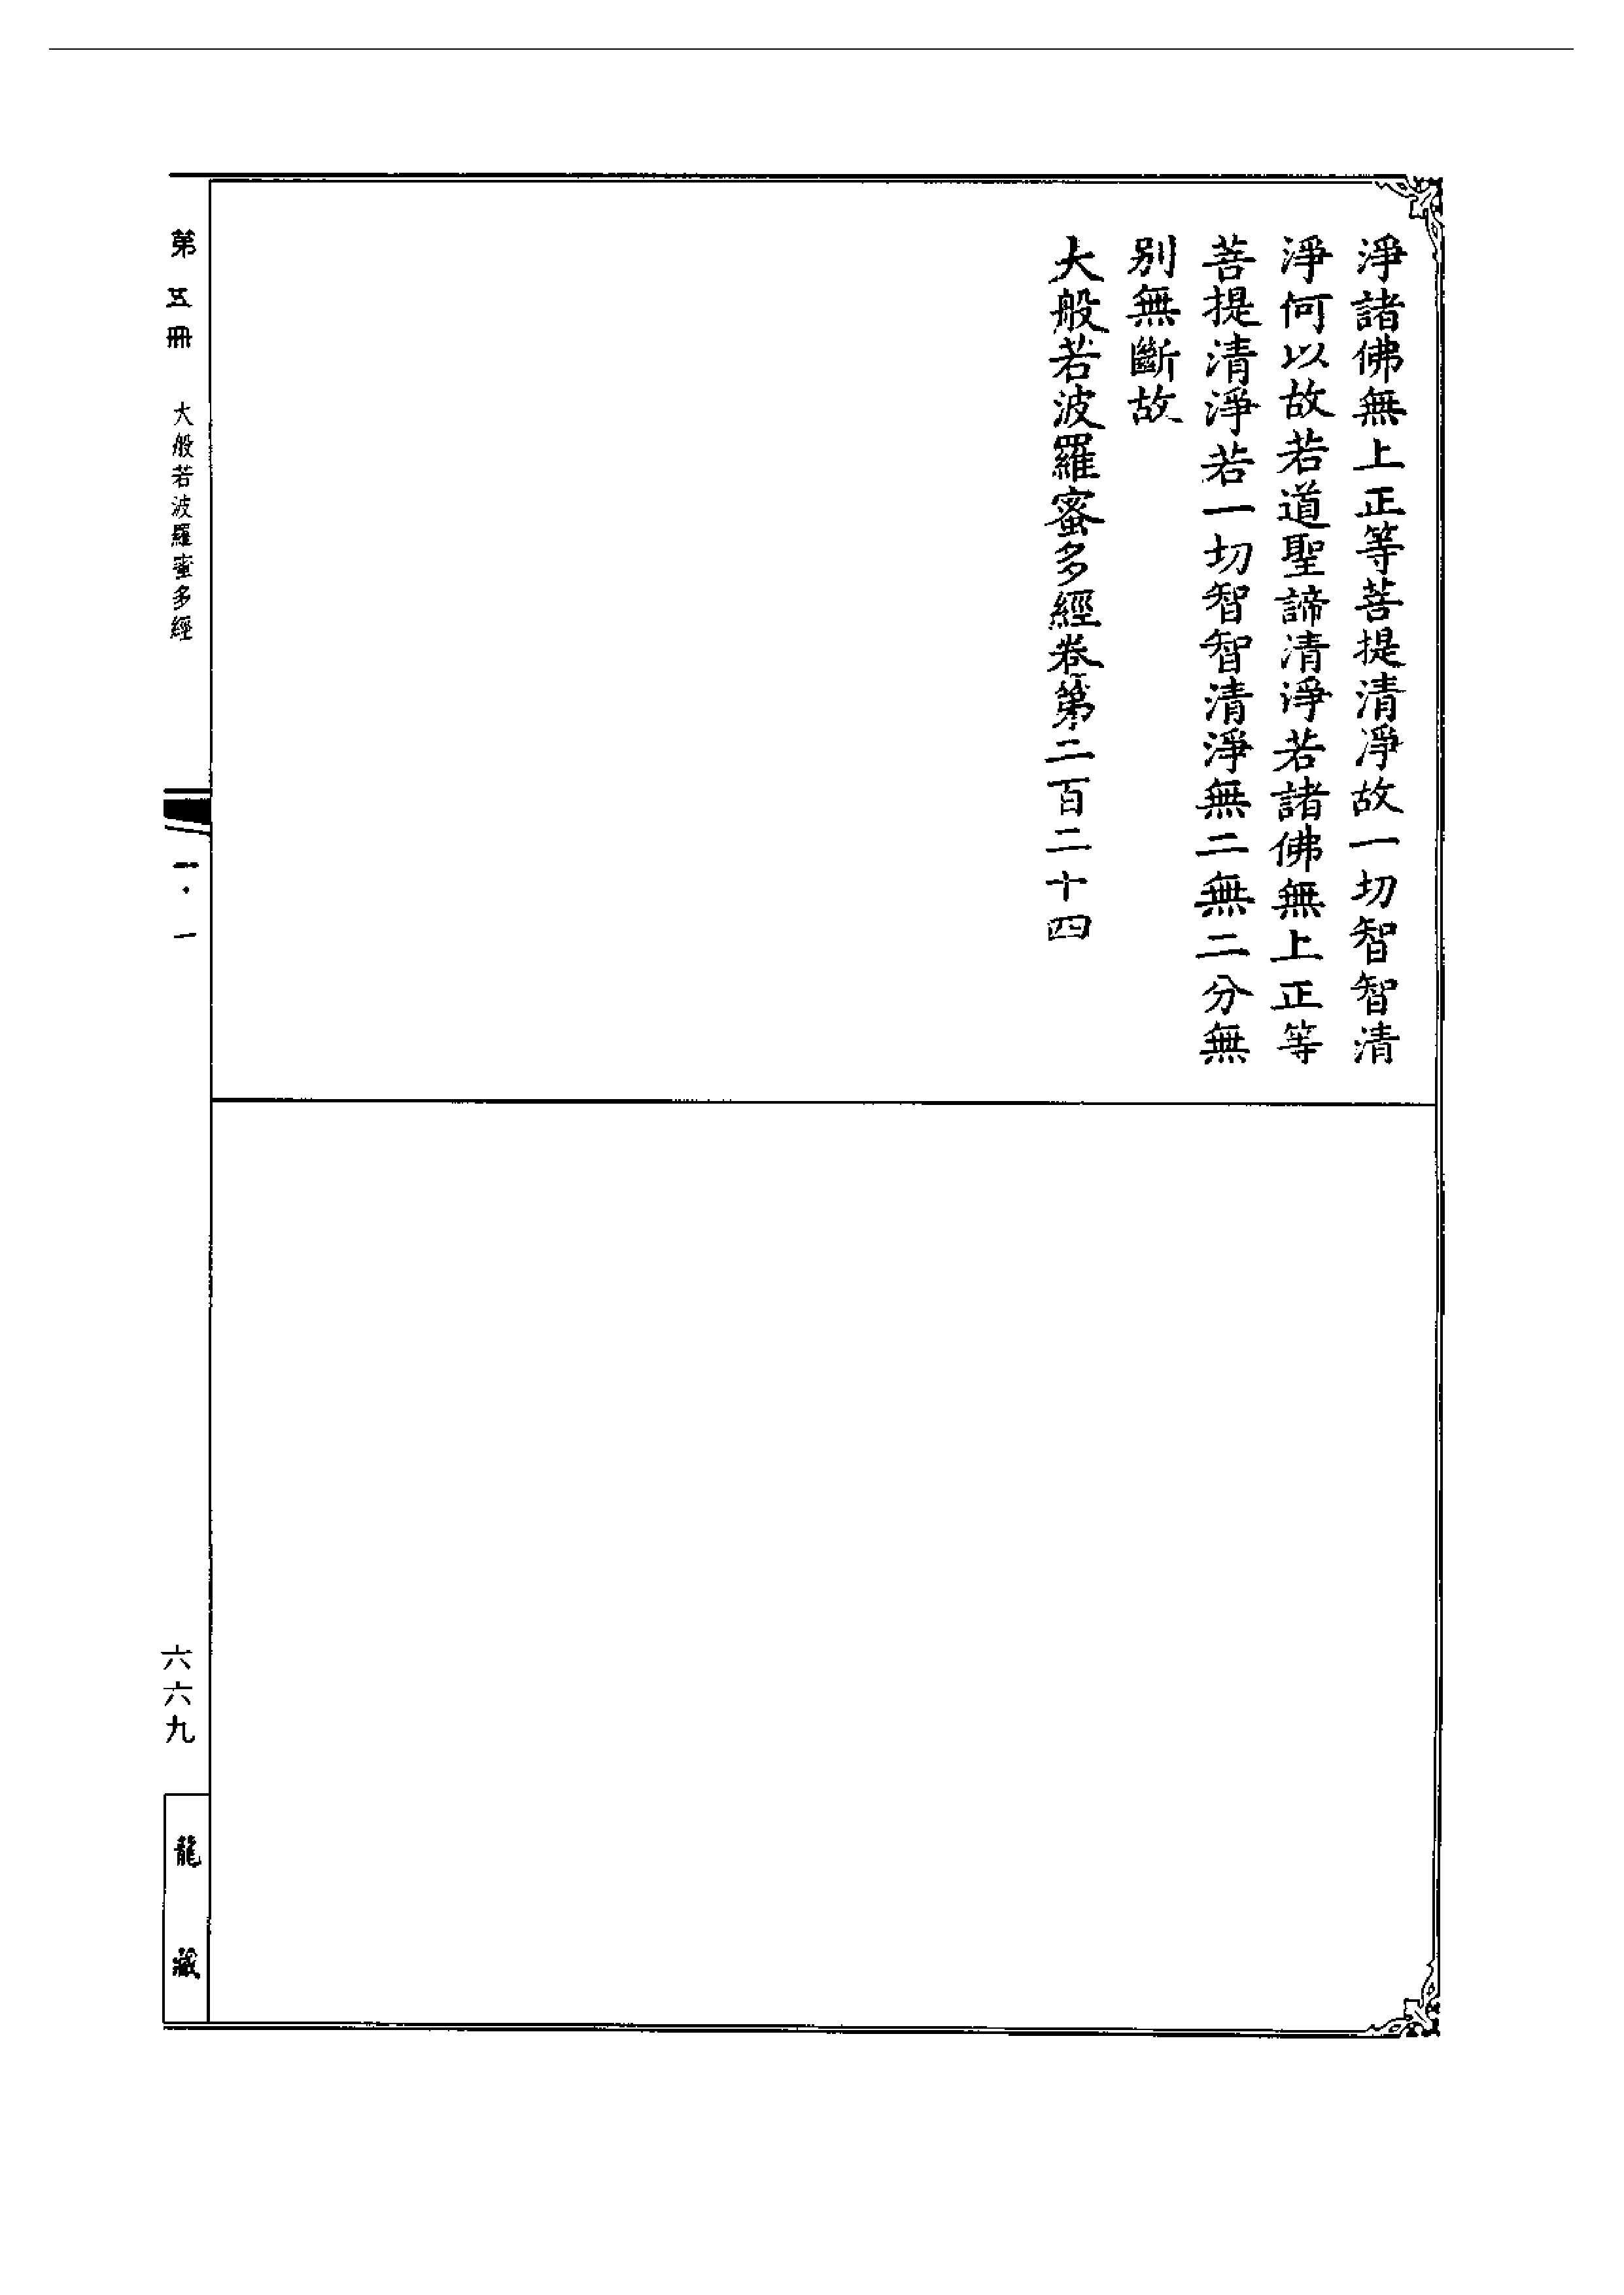 淨諸佛無上正等菩提清淨故一切智智清
淨何以故若道聖諦清淨若諸佛無上正等
菩提清淨若一切智智清淨無二無二分無
别無斷故
大般若波羅蜜多經卷第二百二十四
第五冊 大般若波羅蜜多經
六六九
龍藏